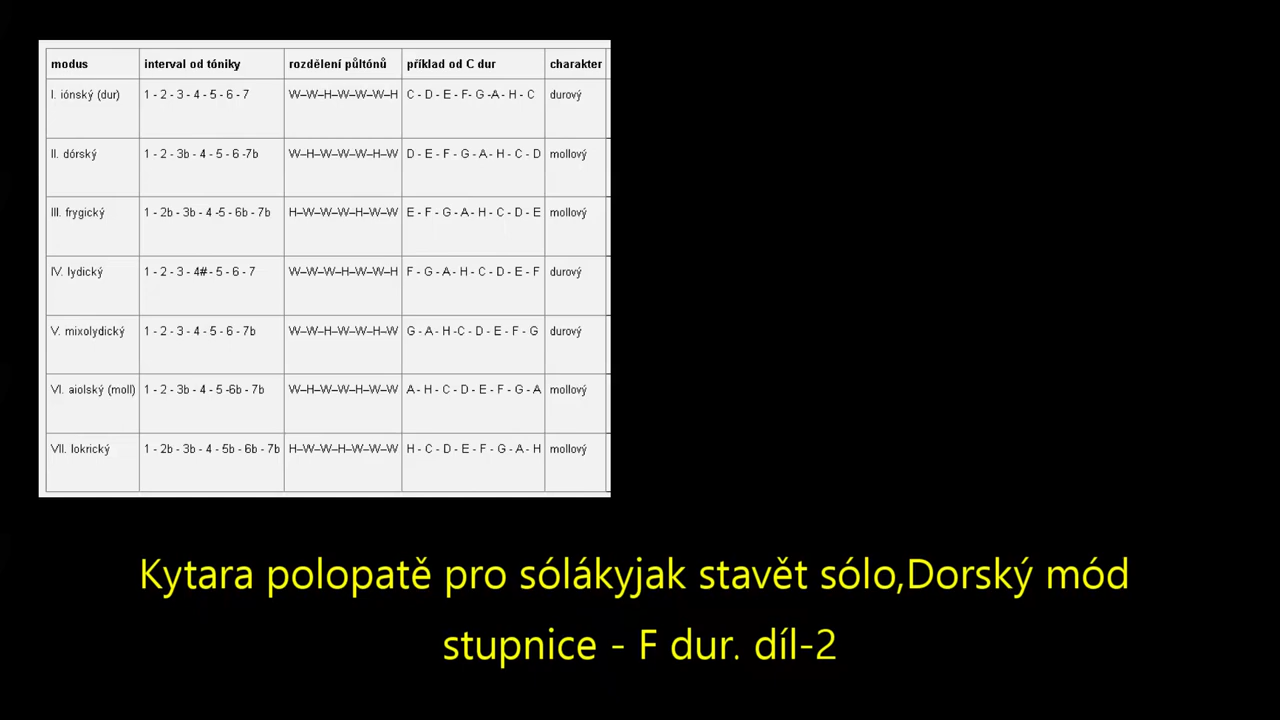 modus interval od tóniky rozdělení půltónů příklad od C dur charakter
I. iónský (dur) 1 - 2 - 3 - 4 - 5 - 6 - 7 W–W–H–W–W–W–H C - D - E - F- G -A - H - C durový
II. dórský 1 - 2 - 3b - 4 - 5 - 6 -7b W–H–W–W–W–H–W D - E - F - G - A - H - C - D mollový
III. frygický 1 - 2b - 3b - 4 -5 - 6b - 7b H–W–W–W–H–W–W E - F - G - A - H - C - D - E mollový
IV. lydický 1 - 2 - 3 - 4# - 5 - 6 - 7 W–W–W–H–W–W–H F - G - A - H - C - D - E - F durový
V. mixolydický 1 - 2 - 3 - 4 - 5 - 6 - 7b W–W–H–W–W–H–W G - A - H -C - D - E - F - G durový
VI. aiolský (moll) 1 - 2 - 3b - 4 - 5 -6b - 7b W–H–W–W–H–W–W A - H - C - D - E - F - G - A mollový
VII. lokrický 1 - 2b - 3b - 4 - 5b - 6b - 7b H–W–W–H–W–W–W H - C - D - E - F - G - A - H mollový
Kytara polopatě pro sólákyjak stavět sólo,Dorský mód
stupnice - F dur. díl-2